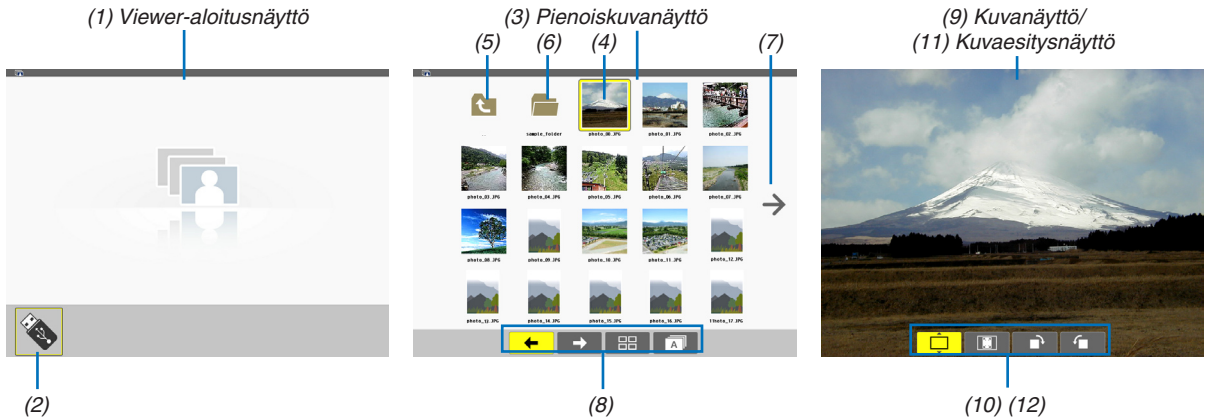 (1) Viewer-aloitusnäyttö
(3) Pienoiskuvanäyttö
(9) Kuvanäyttö/
(11) Kuvaesitysnäyttö
(5)
(6)
(4)
(7)
sample_folder
photo_00.JPG
photo_01.JPG
photo_02.JPG
photo_03.JPG
photo_04.JPG
photo_05.JPG
photo_06.JPG
photo_07.JPG
photo_08.JPG
photo_09.JPG
photo_10.JPG
photo_11.JPG
photo_12.JPG
photo_13.JPG
photo_14.JPG
photo_15.JPG
photo_16.JPG
A
(2)
(8)
(10) (12)